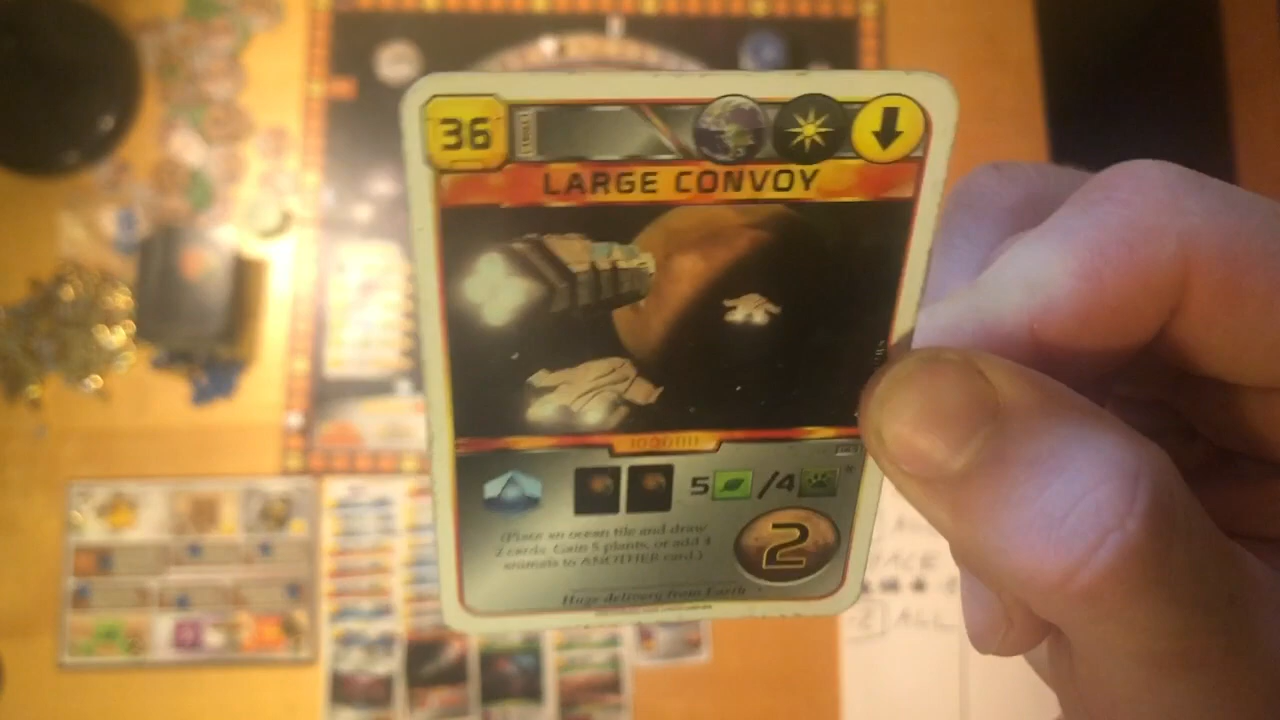 36
LARGE CONVOY
5 /4
(Place an ocean tile and draw
2 cards. Gain 5 plants, or add 4
animals to ANOTHER card.)
2
Huge delivery from Earth
ALL